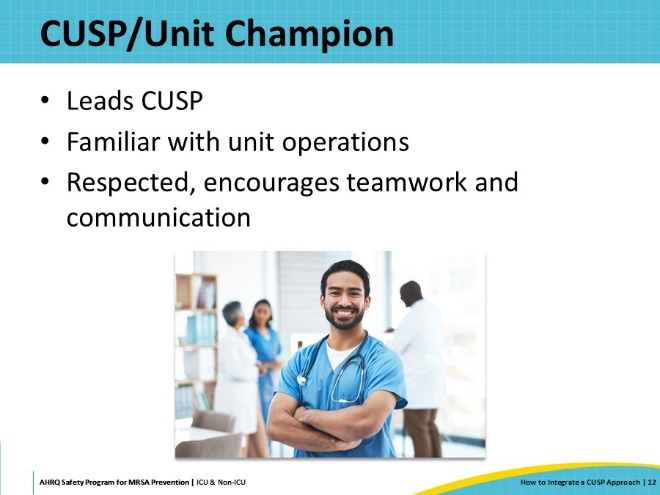 CUSP/Unit Champion
• Leads CUSP
• Familiar with unit operations
• Respected, encourages teamwork and
communication
AHRQ Safety Program for MRSA Prevention | ICU & Non-ICU
How to Integrate a CUSP Approach | 12